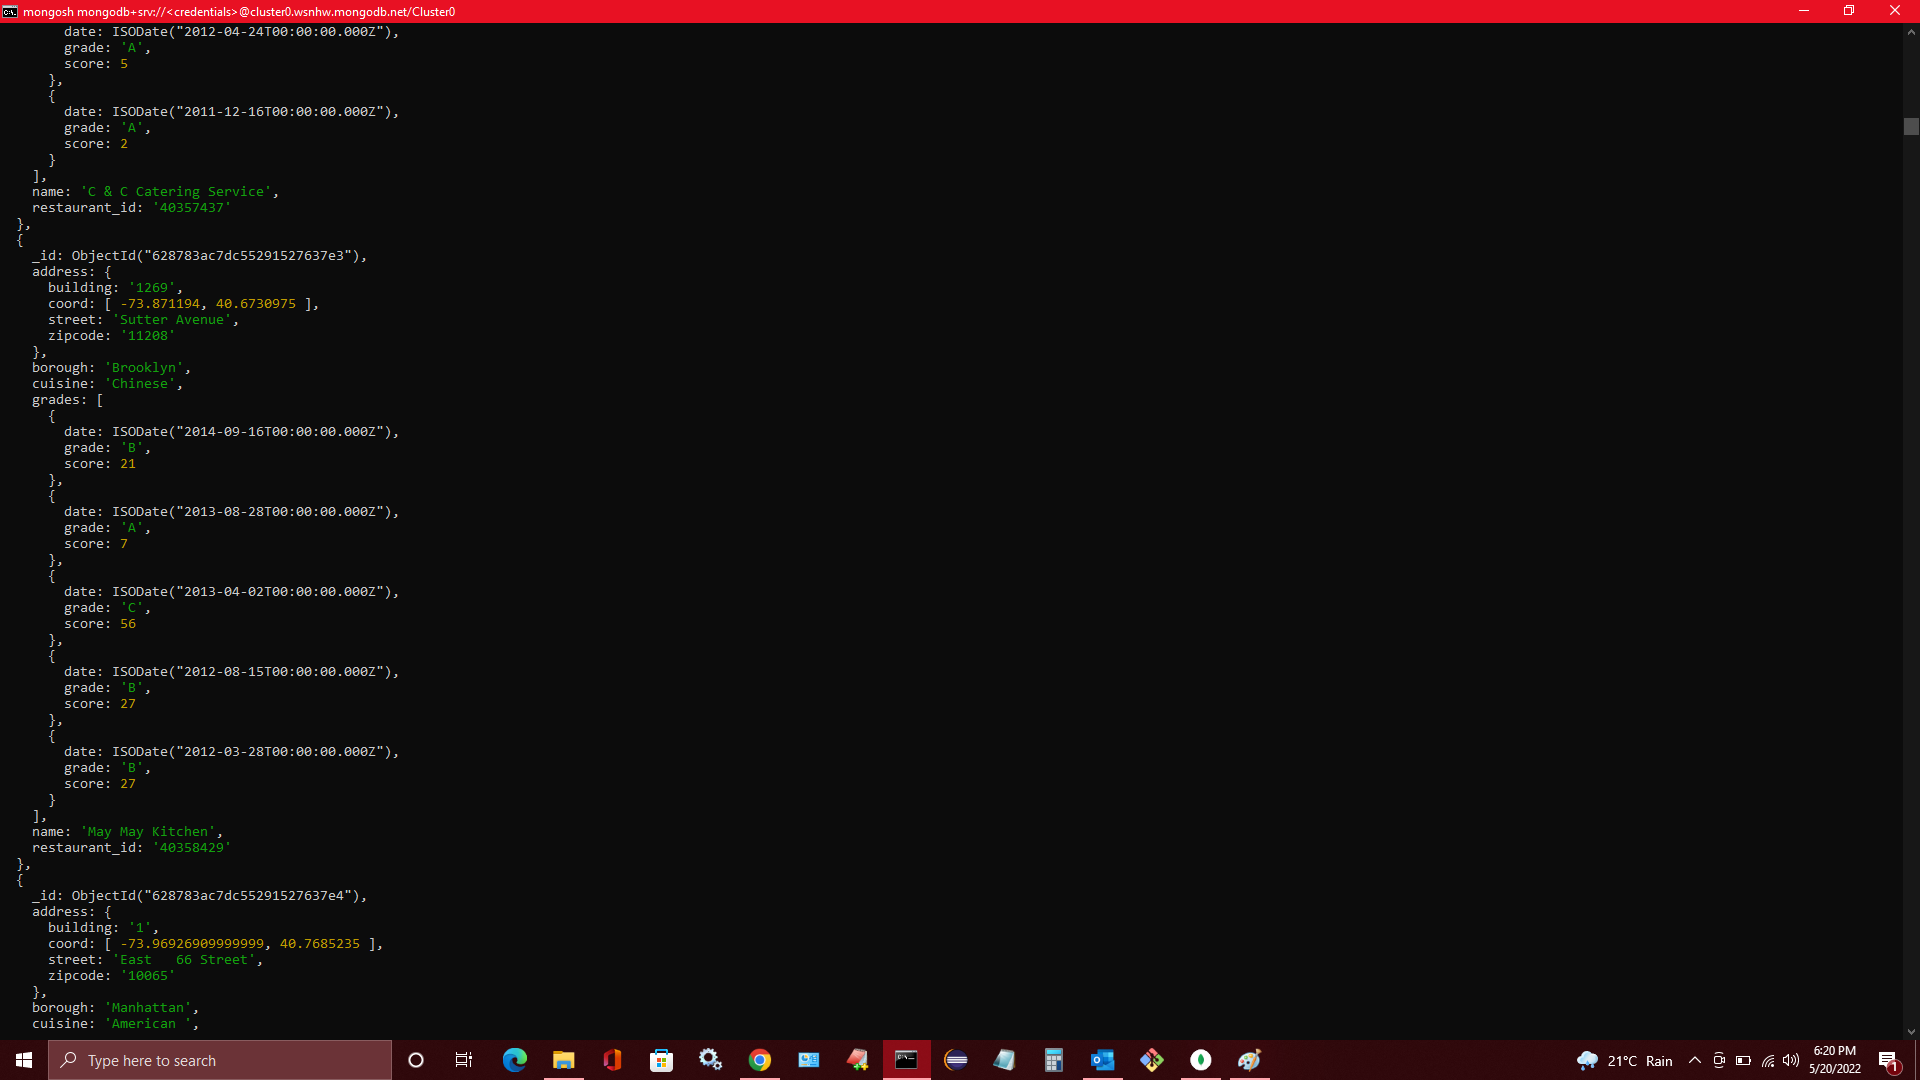 mongosh mongodb+srv://<credentials>@cluster0.wsnhw.mongodb.net/Cluster0
date: ISODate("2012-04-24T00:00:00.000Z"),
grade: 'A',
score: 5
},
{
date: ISODate("2011-12-16T00:00:00.000Z"),
grade: 'A',
score: 2
}
],
name: 'C & C Catering Service',
restaurant_id: '40357437'
},
{
_id: ObjectId("628783ac7dc55291527637e3"),
address: {
building: '1269',
coord: [ -73.871194, 40.6730975 ],
street: 'Sutter Avenue',
zipcode: '11208'
},
borough: 'Brooklyn',
cuisine: 'Chinese',
grades: [
{
date: ISODate("2014-09-16T00:00:00.000Z"),
grade: 'B',
score: 21
},
{
date: ISODate("2013-08-28T00:00:00.000Z"),
grade: 'A',
score: 7
},
{
date: ISODate("2013-04-02T00:00:00.000Z"),
grade: 'C',
score: 56
},
{
date: ISODate("2012-08-15T00:00:00.000Z"),
grade: 'B',
score: 27
},
{
date: ISODate("2012-03-28T00:00:00.000Z"),
grade: 'B',
score: 27
}
],
name: 'May May Kitchen',
restaurant_id: '40358429'
},
{
_id: ObjectId("628783ac7dc55291527637e4"),
address: {
building: '1',
coord: [ -73.96926909999999, 40.7685235 ],
street: 'East   66 Street',
zipcode: '10065'
},
borough: 'Manhattan',
cuisine: 'American ',
Type here to search
21°C Rain
6:20 PM
5/20/2022
1